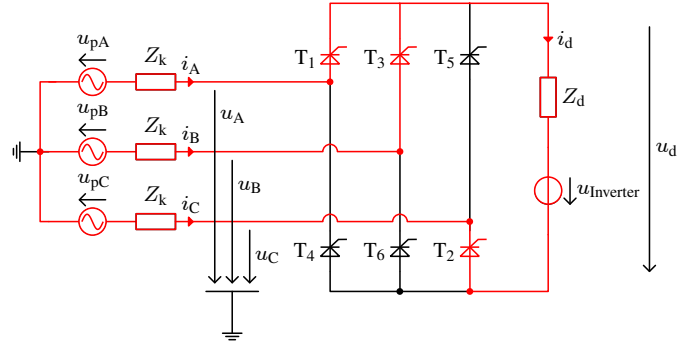 u_pA Z_k i_A T_1 T_3 T_5 i_d
u_A Z_d
u_pB Z_k i_B u_d
u_B u_Inverter
u_pC Z_k i_C
u_C T_4 T_6 T_2